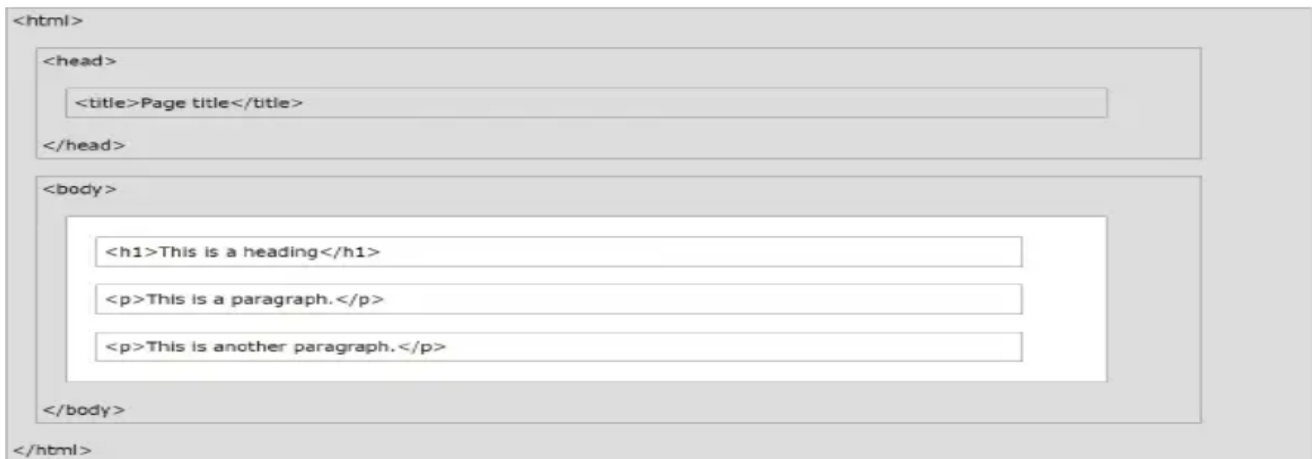 <html>
<head>
<title>Page title</title>
</head>
<body>
<h1>This is a heading</h1>
<p>This is a paragraph.</p>
<p>This is another paragraph.</p>
</body>
</html>